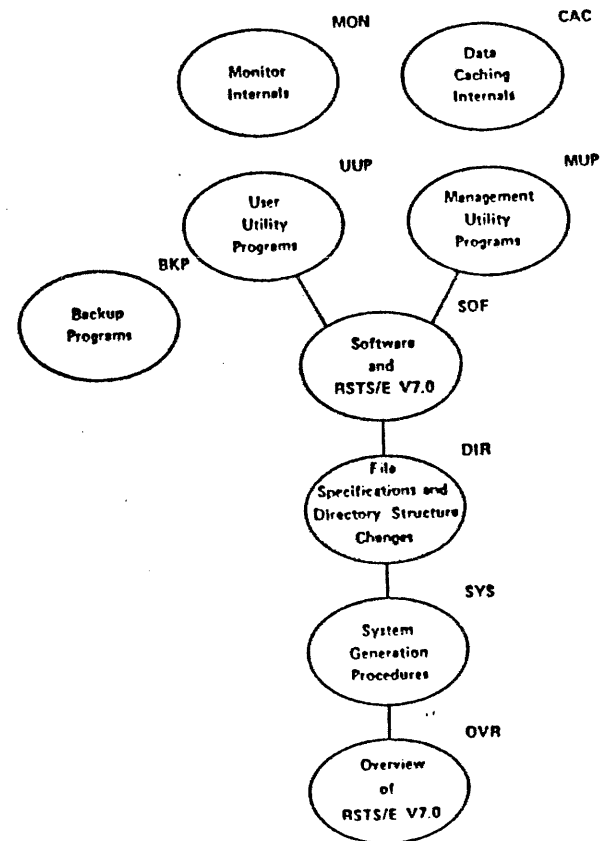 MON
CAC
Monitor
Internals
Data
Caching
Internals
UUP
MUP
User
Utility
Programs
Management
Utility
Programs
BKP
Backup
Programs
SOF
Software
and
RSTS/E V7.0
DIR
File
Specifications and
Directory Structure
Changes
SYS
System
Generation
Procedures
OVR
Overview
of
RSTS/E V7.0